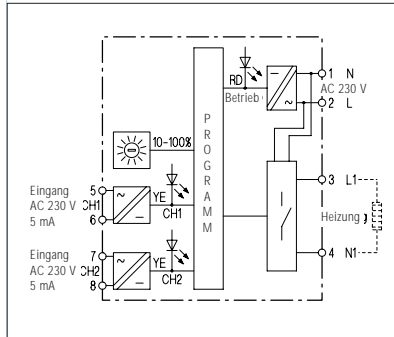 1 N
AC 230 V
2 L
RD
Betrieb
PROGRAMM
10-100%
Eingang
AC 230 V
5 mA
5
CH1
6
YE
CH1
3 L1
Heizung
4 N1
Eingang
AC 230 V
5 mA
7
CH2
8
YE
CH2